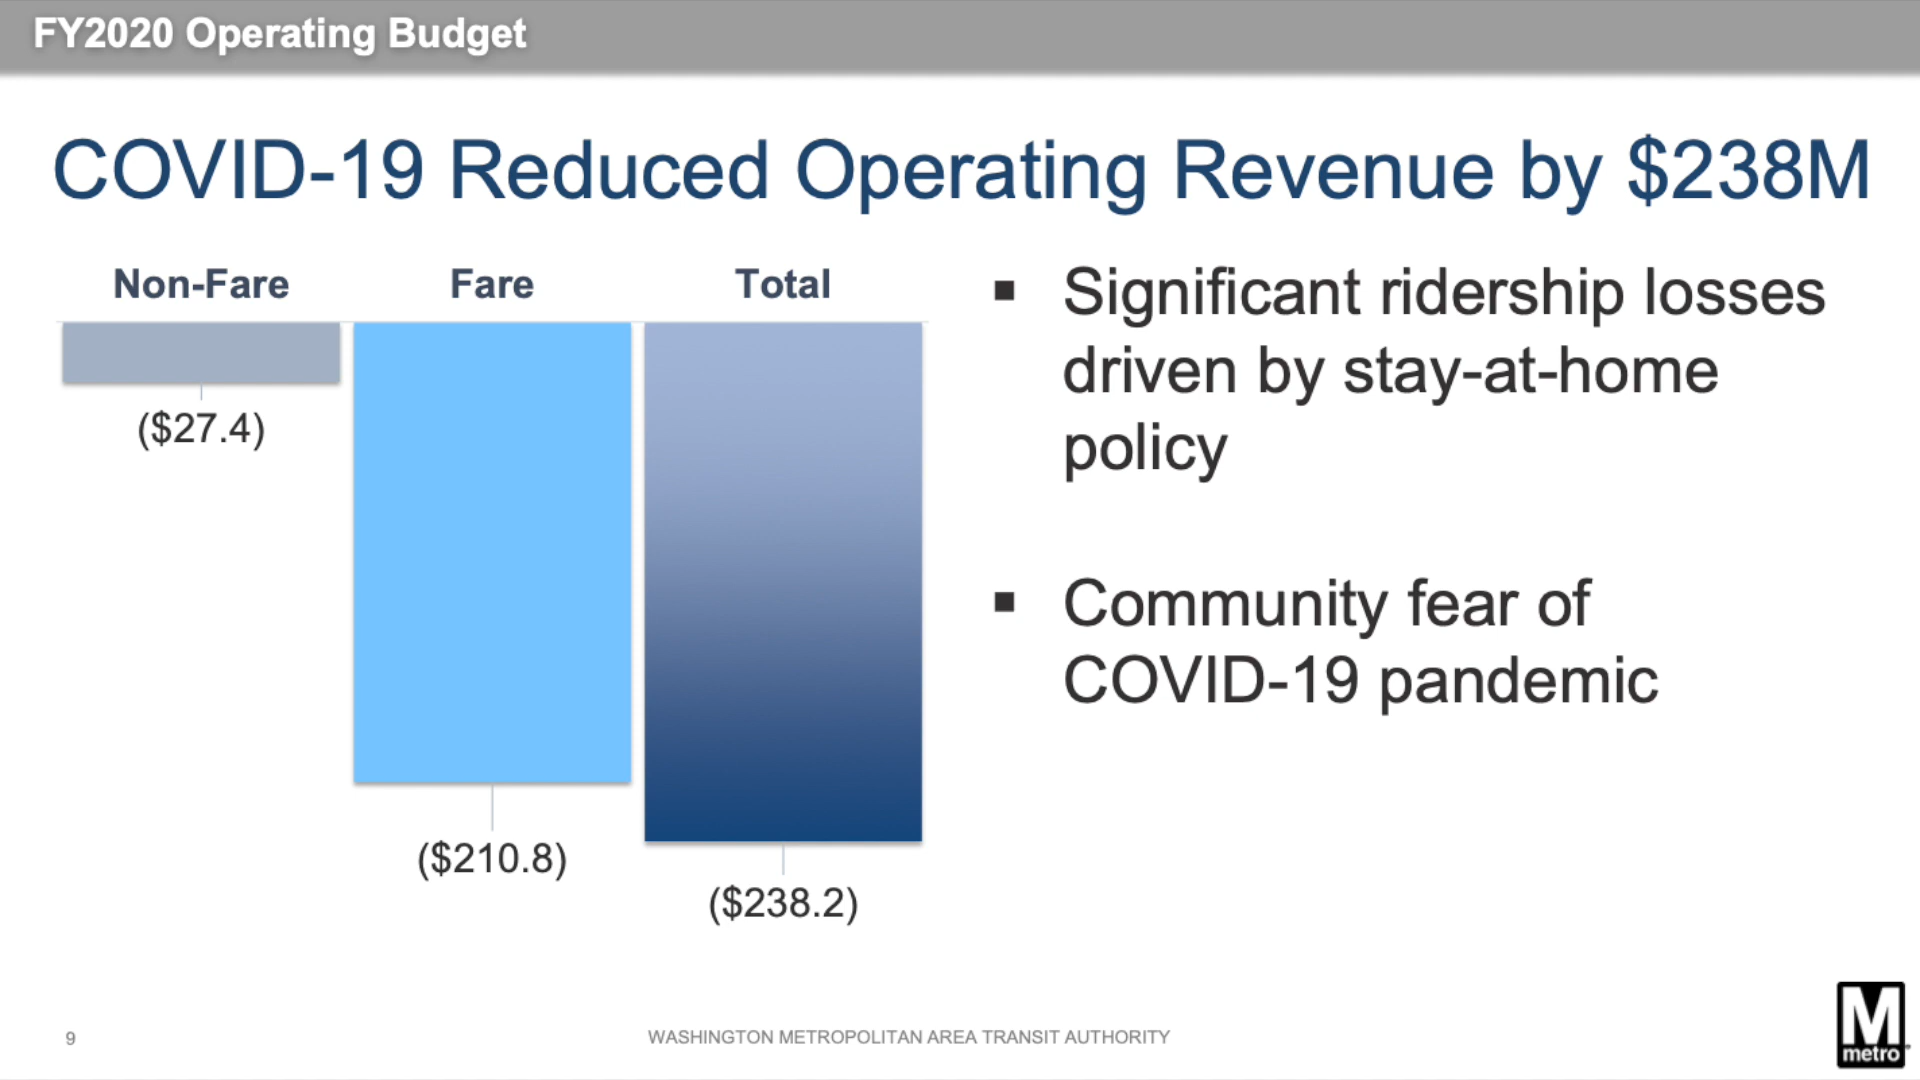 FY2020 Operating Budget
COVID-19 Reduced Operating Revenue by $238M
Non-Fare
Fare
Total
($27.4)
($210.8)
($238.2)
▪ Significant ridership losses
driven by stay-at-home
policy
▪ Community fear of
COVID-19 pandemic
9
WASHINGTON METROPOLITAN AREA TRANSIT AUTHORITY
M
metro